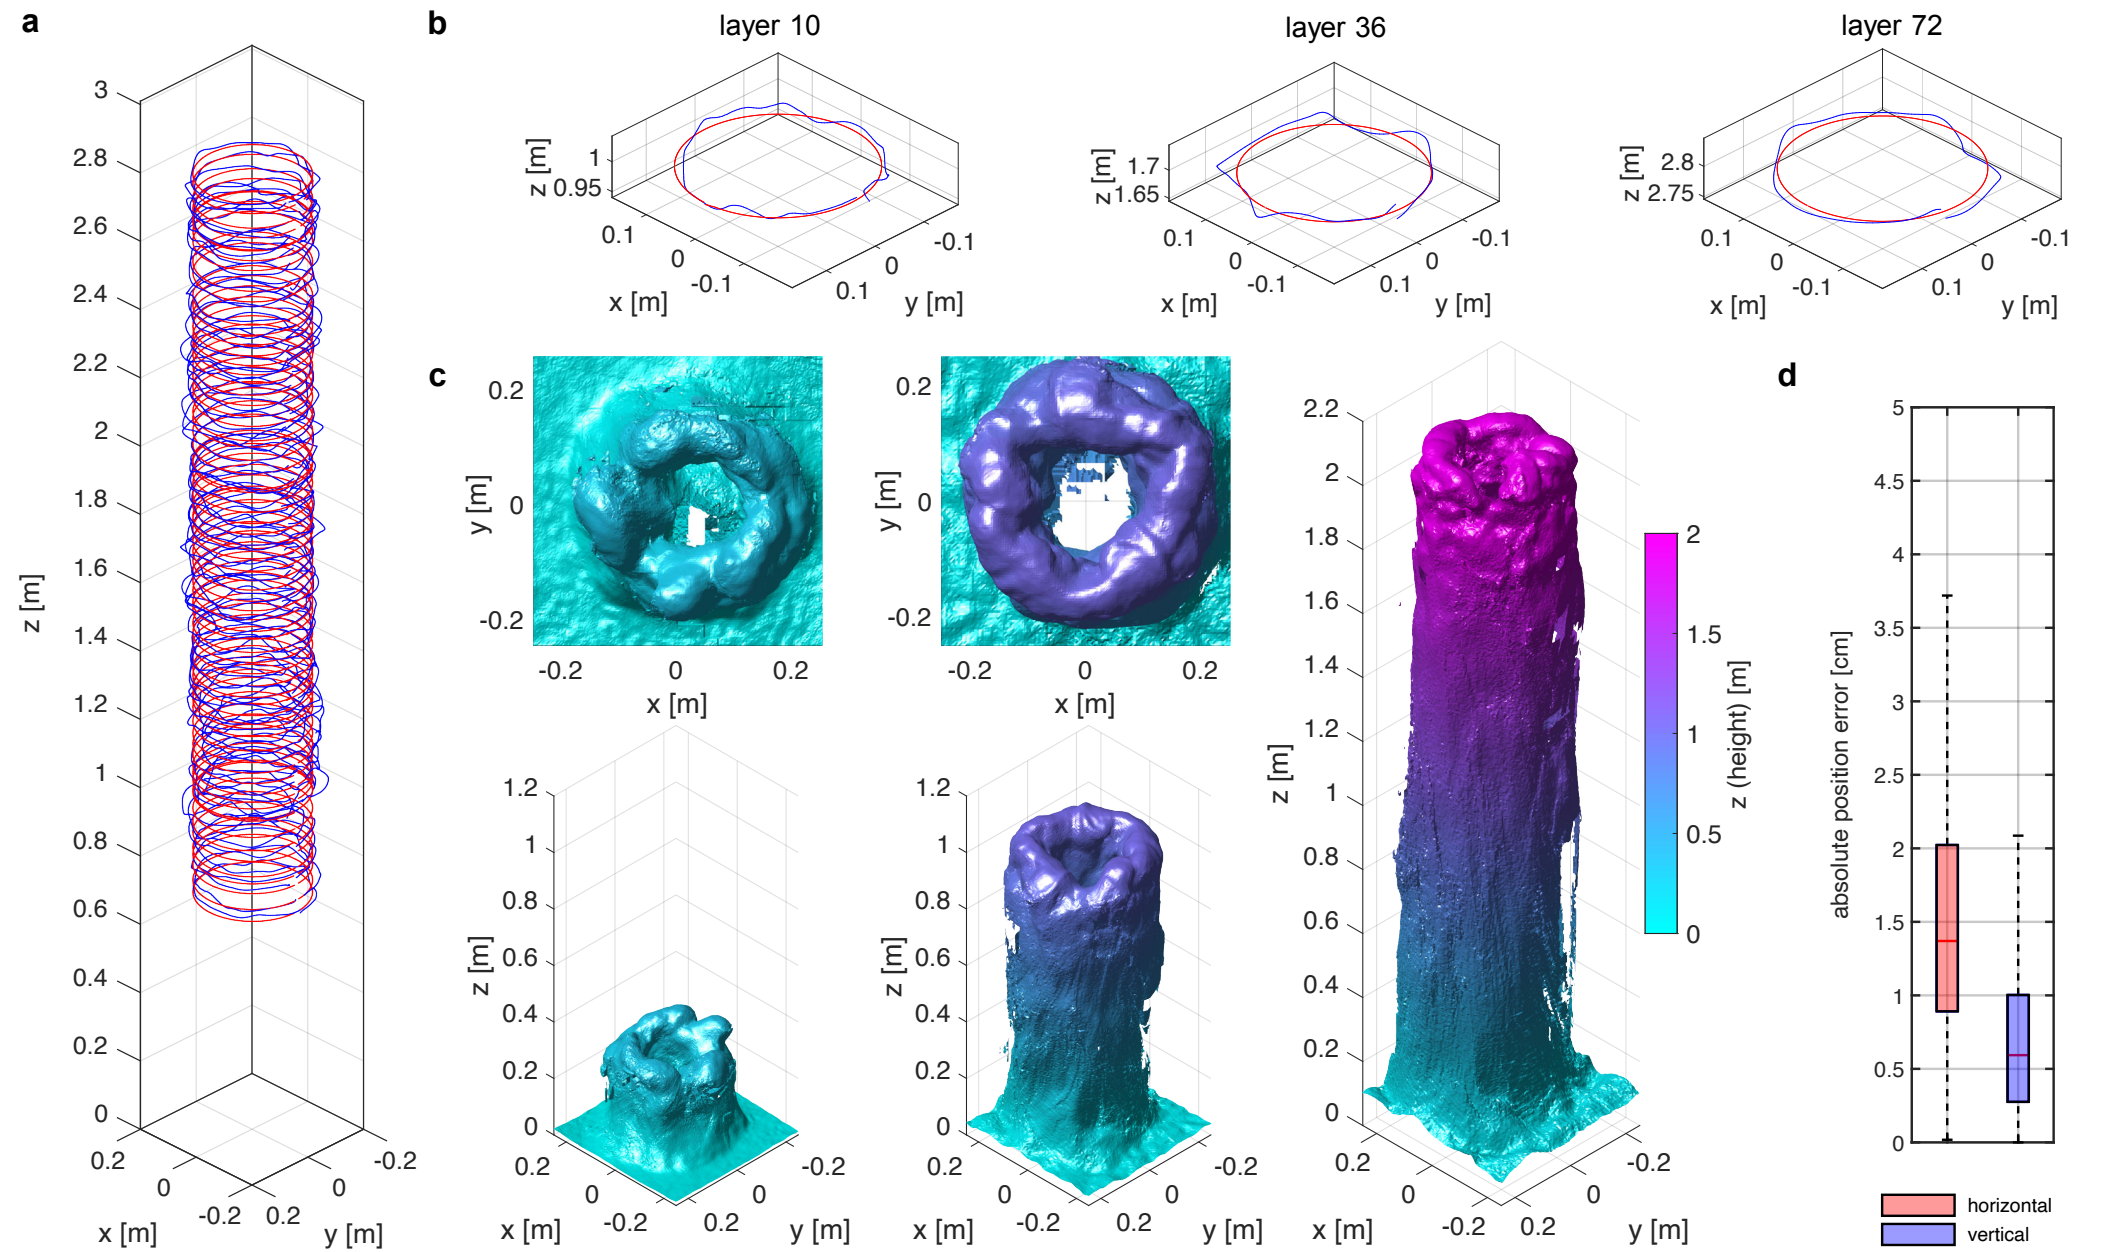 a
3
2.8
2.6
2.4
2.2
2
1.8
1.6
1.4
1.2
1
0.8
0.6
0.4
0.2
0
z [m]
0.2
0
-0.2
x [m]
0.2
0
-0.2
y [m]
b
layer 10
1
0.95
z [m]
0.1
0
-0.1
x [m]
0.1
0
-0.1
y [m]
layer 36
1.7
1.65
z [m]
0.1
0
-0.1
x [m]
0.1
0
-0.1
y [m]
layer 72
2.8
2.75
z [m]
0.1
0
-0.1
x [m]
0.1
0
-0.1
y [m]
c
0.2
0
-0.2
y [m]
-0.2 0 0.2
x [m]
0.2
0
-0.2
y [m]
-0.2 0 0.2
x [m]
1.2
1
0.8
0.6
0.4
0.2
0
z [m]
0.2
0
-0.2
x [m]
0.2
0
-0.2
y [m]
1.2
1
0.8
0.6
0.4
0.2
0
z [m]
0.2
0
-0.2
x [m]
0.2
0
-0.2
y [m]
2.2
2
1.8
1.6
1.4
1.2
1
0.8
0.6
0.4
0.2
0
z [m]
0.2
0
-0.2
x [m]
0.2
0
-0.2
y [m]
2
1.5
1
0.5
0
z (height) [m]
d
5
4.5
4
3.5
3
2.5
2
1.5
1
0.5
0
absolute position error [cm]
horizontal
vertical